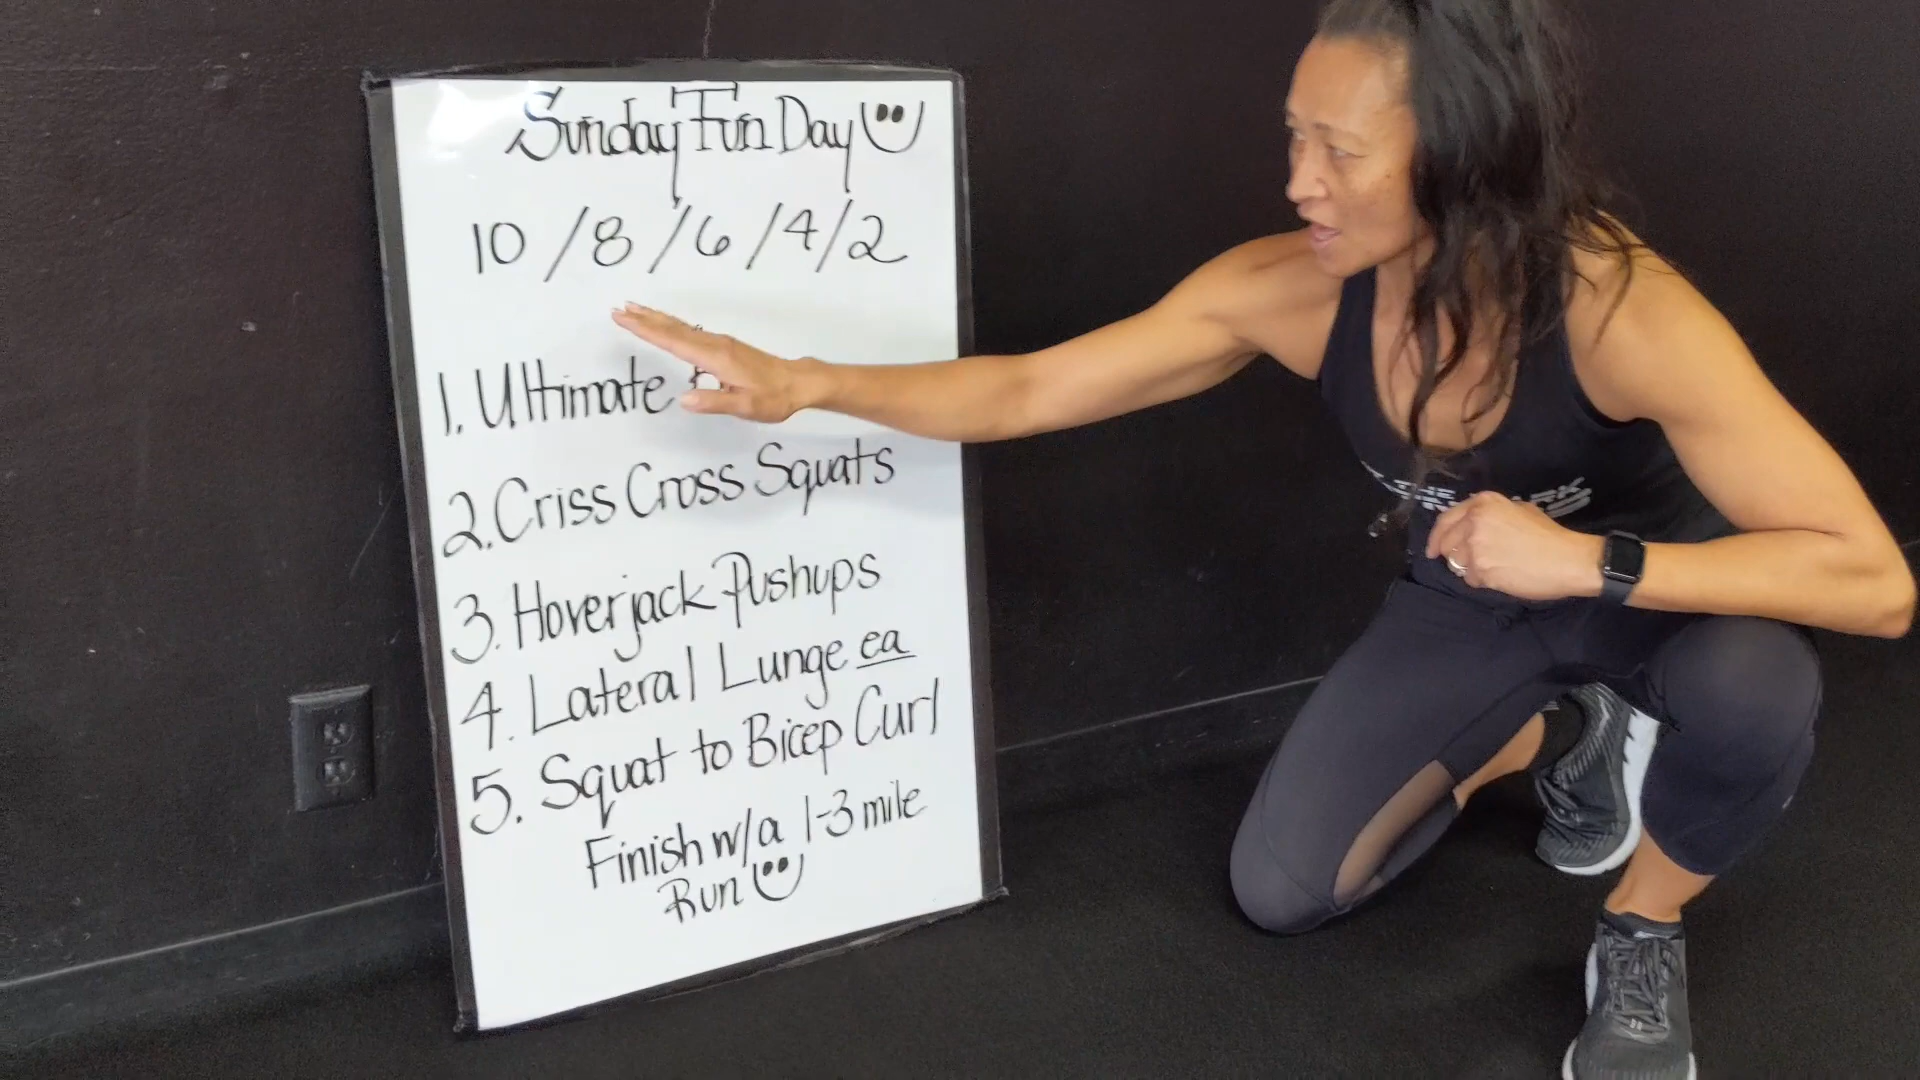 Sunday Fun Day
10 / 8 / 6 / 4 / 2
1. Ultimate
2. Criss Cross Squats
3. Hoverjack Pushups
4. Lateral Lunge ea
5. Squat to Bicep Curl
Finish w/a 1-3 mile
Run
THE